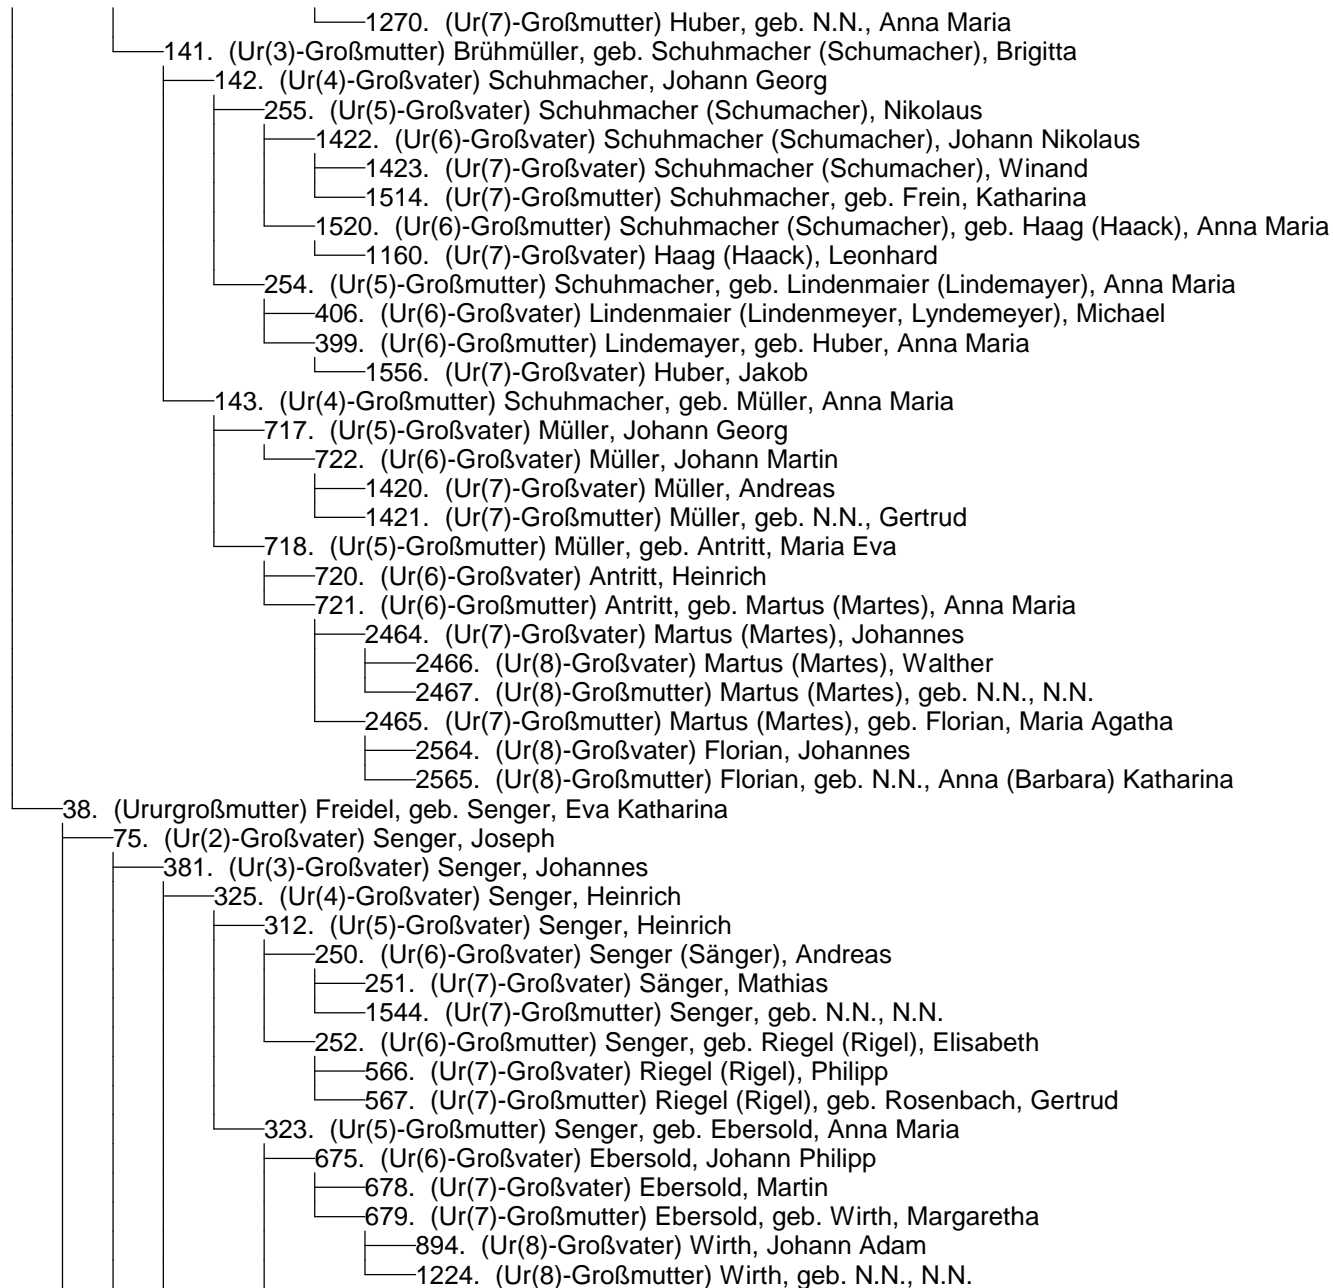 1270. (Ur(7)-Großmutter) Huber, geb. N.N., Anna Maria
141. (Ur(3)-Großmutter) Brühmüller, geb. Schuhmacher (Schumacher), Brigitta
142. (Ur(4)-Großvater) Schuhmacher, Johann Georg
255. (Ur(5)-Großvater) Schuhmacher (Schumacher), Nikolaus
1422. (Ur(6)-Großvater) Schuhmacher (Schumacher), Johann Nikolaus
1423. (Ur(7)-Großvater) Schuhmacher (Schumacher), Winand
1514. (Ur(7)-Großmutter) Schuhmacher, geb. Frein, Katharina
1520. (Ur(6)-Großmutter) Schuhmacher (Schumacher), geb. Haag (Haack), Anna Maria
1160. (Ur(7)-Großvater) Haag (Haack), Leonhard
254. (Ur(5)-Großmutter) Schuhmacher, geb. Lindenmaier (Lindemayer), Anna Maria
406. (Ur(6)-Großvater) Lindenmaier (Lindenmeyer, Lyndemeyer), Michael
399. (Ur(6)-Großmutter) Lindemayer, geb. Huber, Anna Maria
1556. (Ur(7)-Großvater) Huber, Jakob
143. (Ur(4)-Großmutter) Schuhmacher, geb. Müller, Anna Maria
717. (Ur(5)-Großvater) Müller, Johann Georg
722. (Ur(6)-Großvater) Müller, Johann Martin
1420. (Ur(7)-Großvater) Müller, Andreas
1421. (Ur(7)-Großmutter) Müller, geb. N.N., Gertrud
718. (Ur(5)-Großmutter) Müller, geb. Antritt, Maria Eva
720. (Ur(6)-Großvater) Antritt, Heinrich
721. (Ur(6)-Großmutter) Antritt, geb. Martus (Martes), Anna Maria
2464. (Ur(7)-Großvater) Martus (Martes), Johannes
2466. (Ur(8)-Großvater) Martus (Martes), Walther
2467. (Ur(8)-Großmutter) Martus (Martes), geb. N.N., N.N.
2465. (Ur(7)-Großmutter) Martus (Martes), geb. Florian, Maria Agatha
2564. (Ur(8)-Großvater) Florian, Johannes
2565. (Ur(8)-Großmutter) Florian, geb. N.N., Anna (Barbara) Katharina
38. (Ururgroßmutter) Freidel, geb. Senger, Eva Katharina
75. (Ur(2)-Großvater) Senger, Joseph
381. (Ur(3)-Großvater) Senger, Johannes
325. (Ur(4)-Großvater) Senger, Heinrich
312. (Ur(5)-Großvater) Senger, Heinrich
250. (Ur(6)-Großvater) Senger (Sänger), Andreas
251. (Ur(7)-Großvater) Sänger, Mathias
1544. (Ur(7)-Großmutter) Senger, geb. N.N., N.N.
252. (Ur(6)-Großmutter) Senger, geb. Riegel (Rigel), Elisabeth
566. (Ur(7)-Großvater) Riegel (Rigel), Philipp
567. (Ur(7)-Großmutter) Riegel (Rigel), geb. Rosenbach, Gertrud
323. (Ur(5)-Großmutter) Senger, geb. Ebersold, Anna Maria
675. (Ur(6)-Großvater) Ebersold, Johann Philipp
678. (Ur(7)-Großvater) Ebersold, Martin
679. (Ur(7)-Großmutter) Ebersold, geb. Wirth, Margaretha
894. (Ur(8)-Großvater) Wirth, Johann Adam
1224. (Ur(8)-Großmutter) Wirth, geb. N.N., N.N.